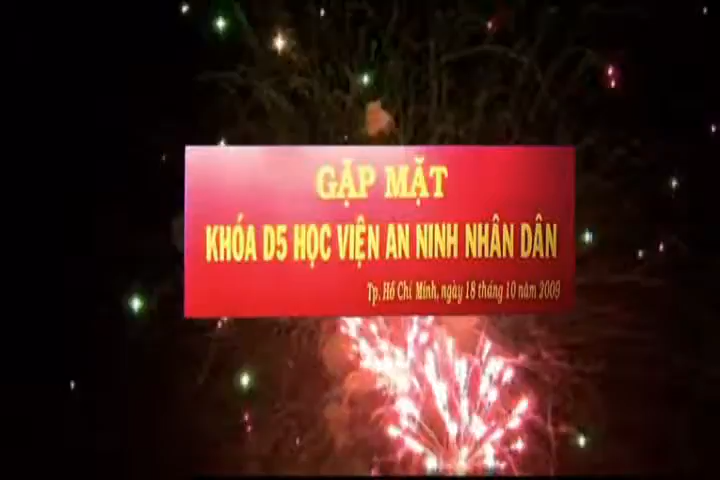 GẶP MẶT
KHÓA D5 HỌC VIỆN AN NINH NHÂN DÂN
Tp. Hồ Chí Minh, ngày 18 tháng 10 năm 2009